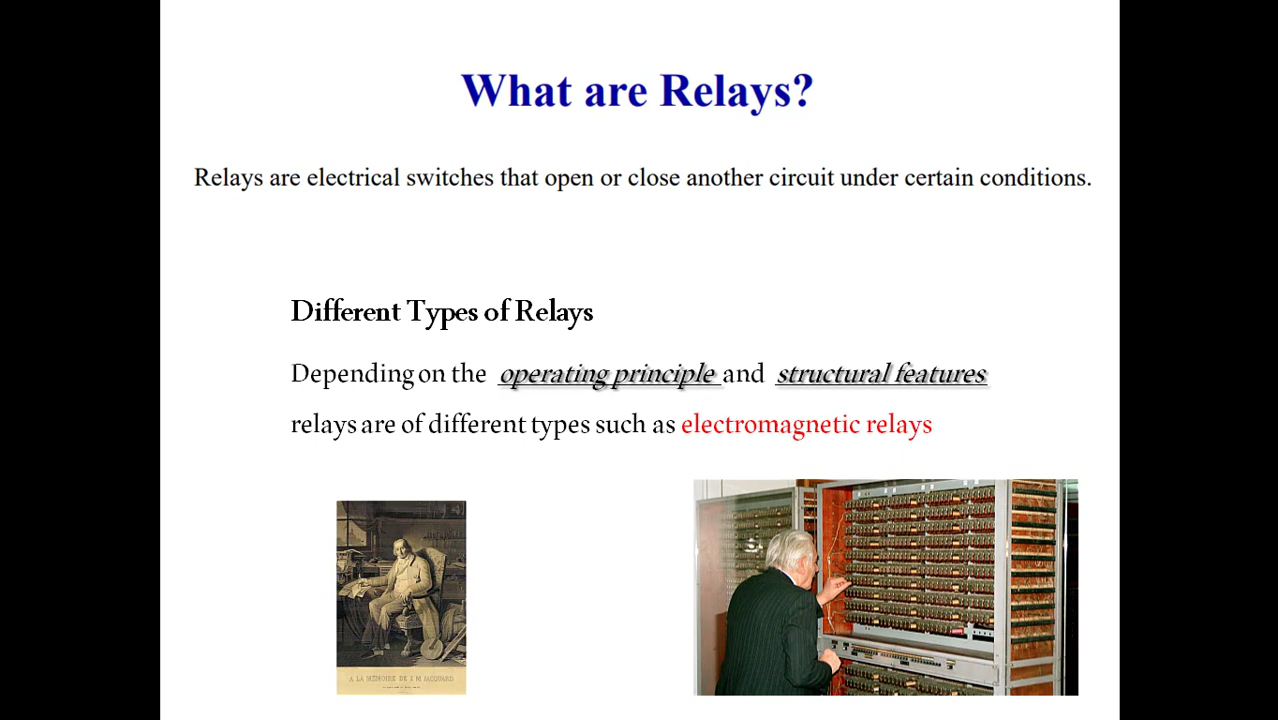 What are Relays?
Relays are electrical switches that open or close another circuit under certain conditions.
Different Types of Relays
Depending on the operating principle and structural features
relays are of different types such as electromagnetic relays
A LA MÉMOIRE DE J. M. JACQUARD